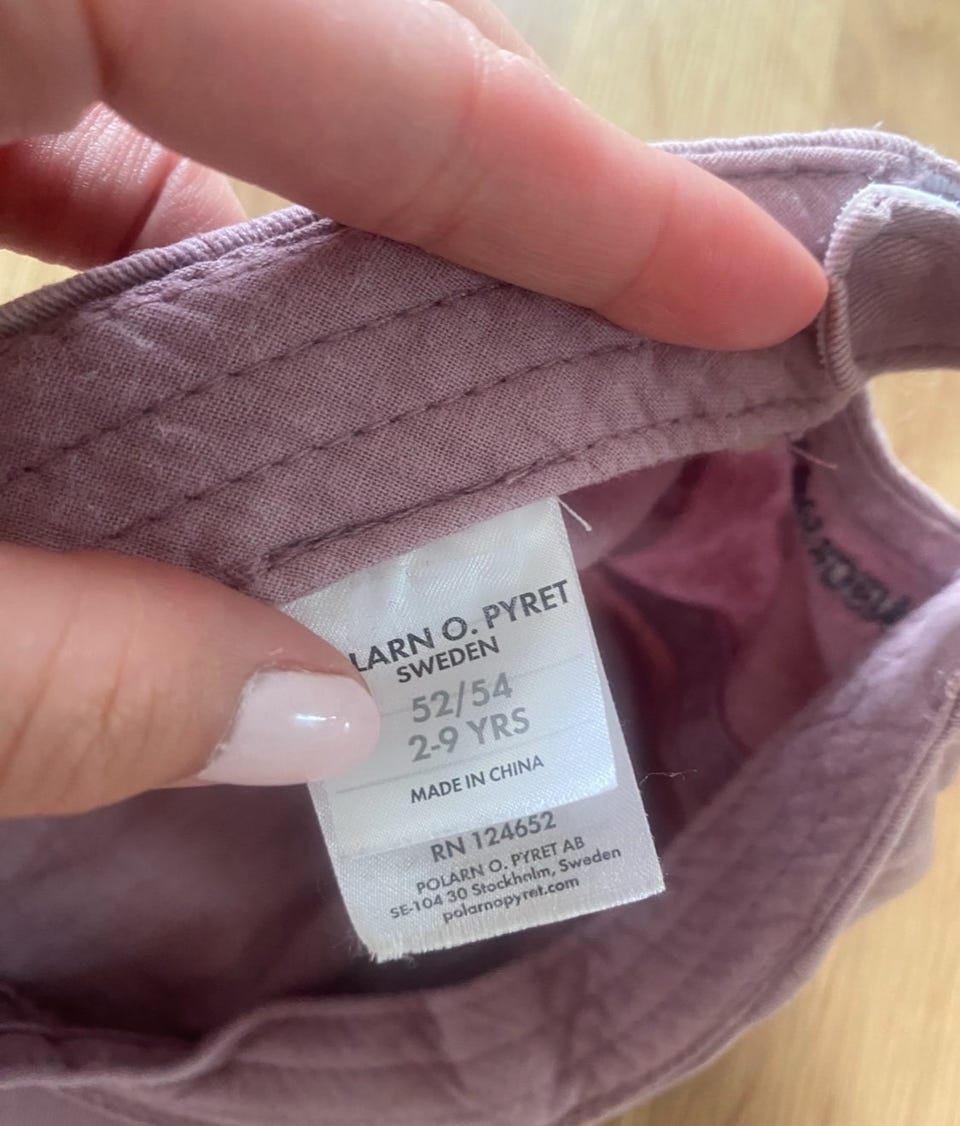 LARN O. PYRET
SWEDEN
52/54
2-9 YRS
MADE IN CHINA
RN 124652
POLARN O. PYRET AB
SE-104 30 Stockholm, Sweden
polarnopyret.com